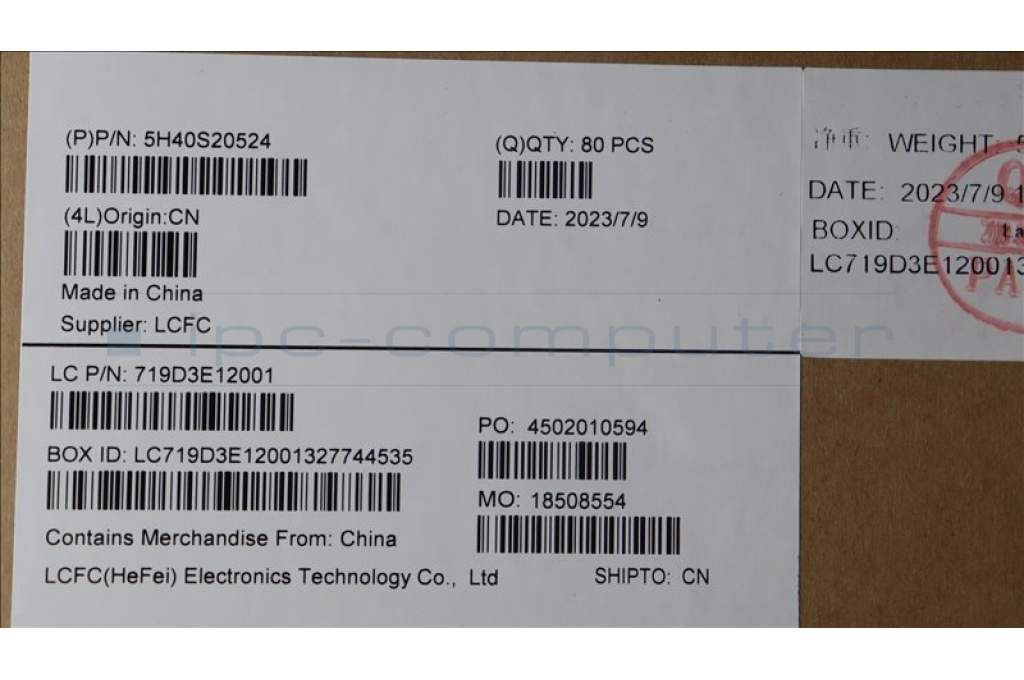 (P)P/N: 5H40S20524
(4L)Origin:CN
Made in China
Supplier: LCFC
(Q)QTY: 80 PCS
DATE: 2023/7/9
净重: WEIGHT:
DATE: 2023/7/9 1
BOXID:
LC719D3E120013
ipc-computer
LC P/N: 719D3E12001
BOX ID: LC719D3E12001327744535
Contains Merchandise From: China
LCFC(HeFei) Electronics Technology Co., Ltd
PO: 4502010594
MO: 18508554
SHIPTO: CN